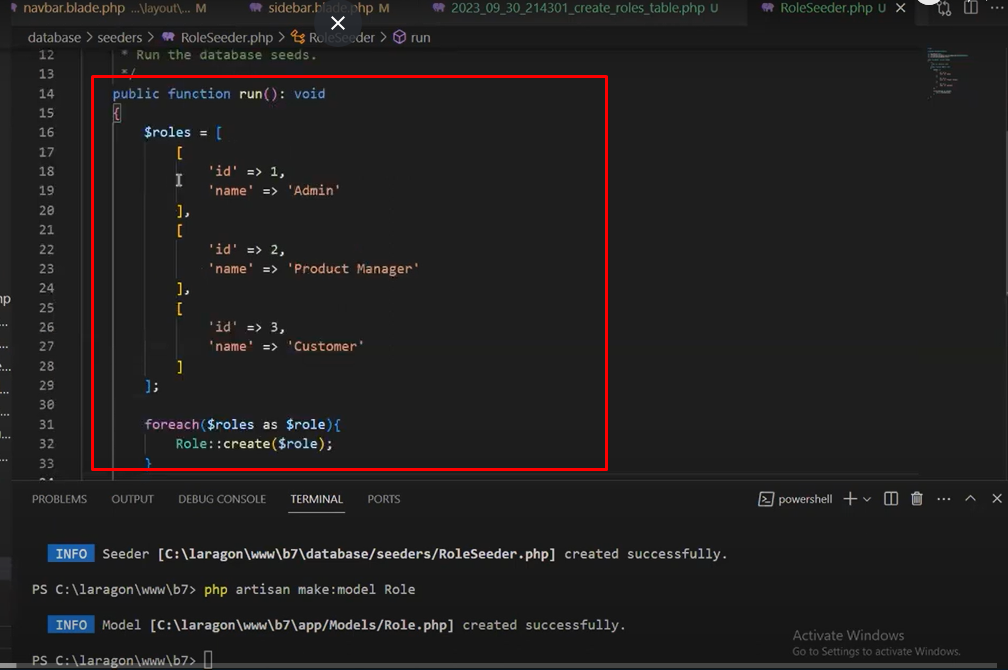 navbar.blade.php ...\layout\... M
sidebar.blade.php M
2023_09_30_214301_create_roles_table.php U
RoleSeeder.php U
database > seeders > RoleSeeder.php > RoleSeeder > run
12 * Run the database seeds.
13 */
14 public function run(): void
15 {
16 $roles = [
17 [
18 'id' => 1,
19 'name' => 'Admin'
20 ],
21 [
22 'id' => 2,
23 'name' => 'Product Manager'
24 ],
25 [
26 'id' => 3,
27 'name' => 'Customer'
28 ]
29 ];
30
31 foreach($roles as $role){
32 Role::create($role);
33 }
PROBLEMS OUTPUT DEBUG CONSOLE TERMINAL PORTS
powershell
INFO Seeder [C:\laragon\www\b7\database/seeders/RoleSeeder.php] created successfully.
PS C:\laragon\www\b7> php artisan make:model Role
INFO Model [C:\laragon\www\b7\app/Models/Role.php] created successfully.
PS C:\laragon\www\b7>
Activate Windows
Go to Settings to activate Windows.